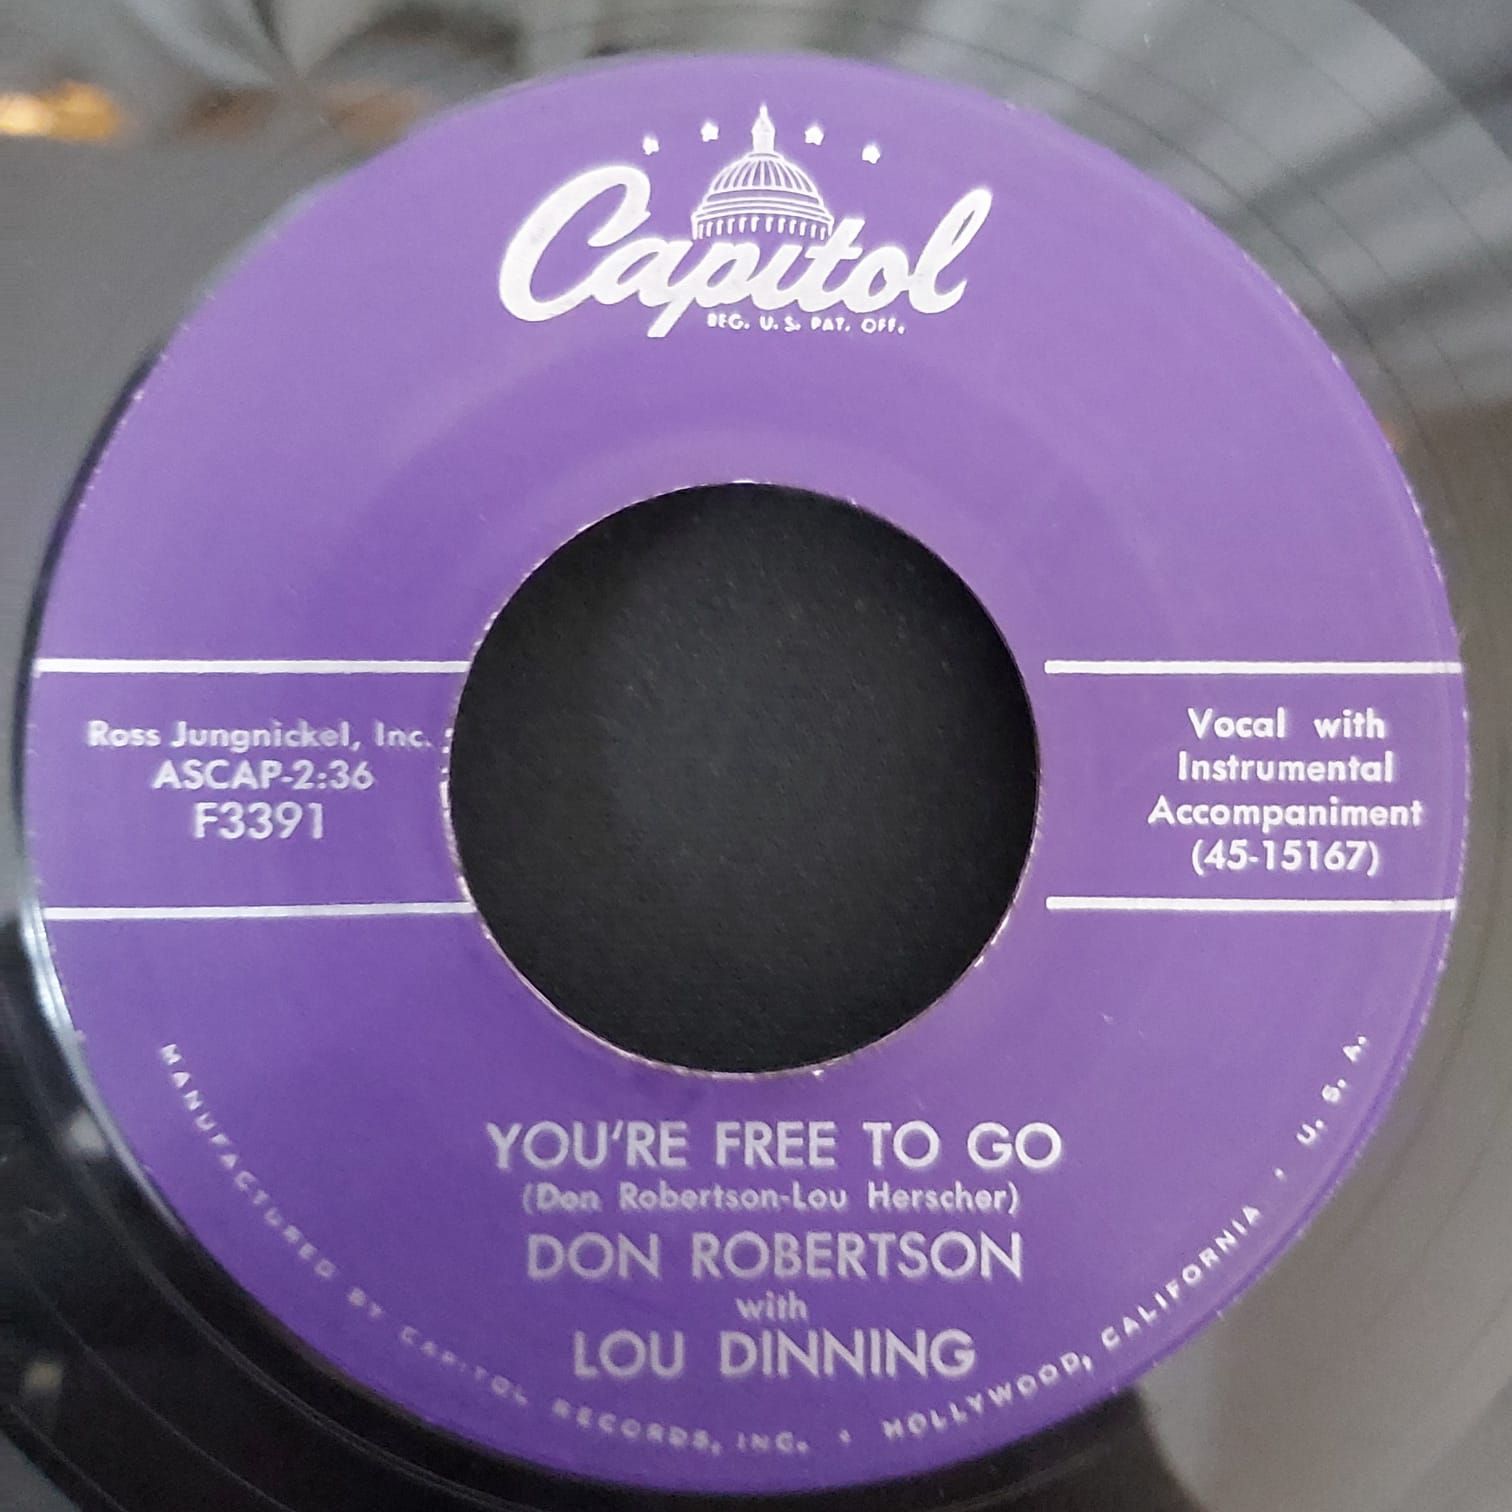 Capitol
REG. U.S. PAT. OFF.
Ross Jungnickel, Inc.
ASCAP-2:36
F3391
Vocal with
Instrumental
Accompaniment
(45-15167)
YOU'RE FREE TO GO
(Don Robertson-Lou Herscher)
DON ROBERTSON
with
LOU DINNING
MANUFACTURED BY CAPITOL RECORDS, INC. • HOLLYWOOD, CALIFORNIA • U. S. A.